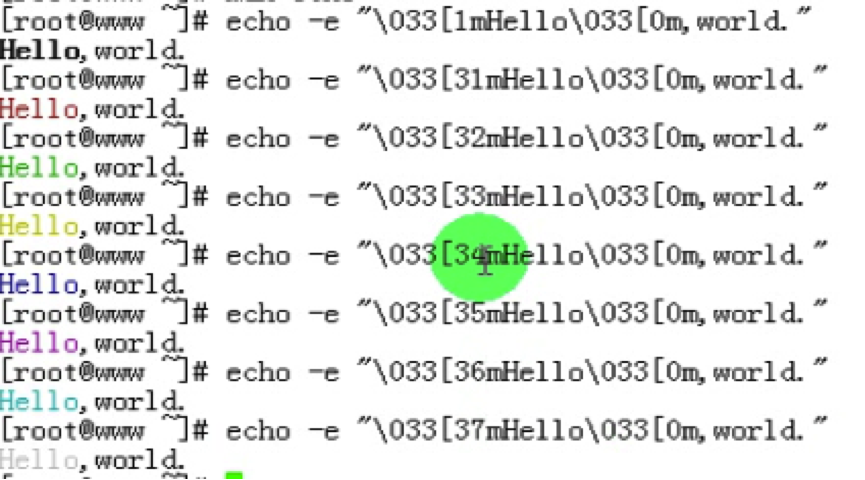 [root@www ~]# echo -e "\033[1mHello\033[0m,world."
Hello,world.
[root@www ~]# echo -e "\033[31mHello\033[0m,world."
Hello,world.
[root@www ~]# echo -e "\033[32mHello\033[0m,world."
Hello,world.
[root@www ~]# echo -e "\033[33mHello\033[0m,world."
Hello,world.
[root@www ~]# echo -e "\033[34mHello\033[0m,world."
Hello,world.
[root@www ~]# echo -e "\033[35mHello\033[0m,world."
Hello,world.
[root@www ~]# echo -e "\033[36mHello\033[0m,world."
Hello,world.
[root@www ~]# echo -e "\033[37mHello\033[0m,world."
Hello,world.